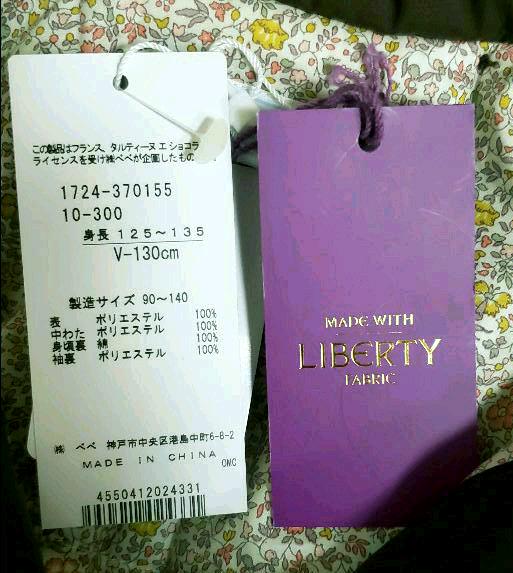 この製品はフランス、タルティーヌ エ ショコラ
ライセンスを受け㈱べべが企画したもの
1724-370155
10-300
身長 125～135
V-130cm
製造サイズ 90～140
表 ポリエステル 100%
中わた ポリエステル 100%
身頃裏 綿 100%
袖裏 ポリエステル 100%
㈱ べべ 神戸市中央区港島中町6-8-2
MADE IN CHINA OMC
4550412024331
MADE WITH
LIBERTY
FABRIC